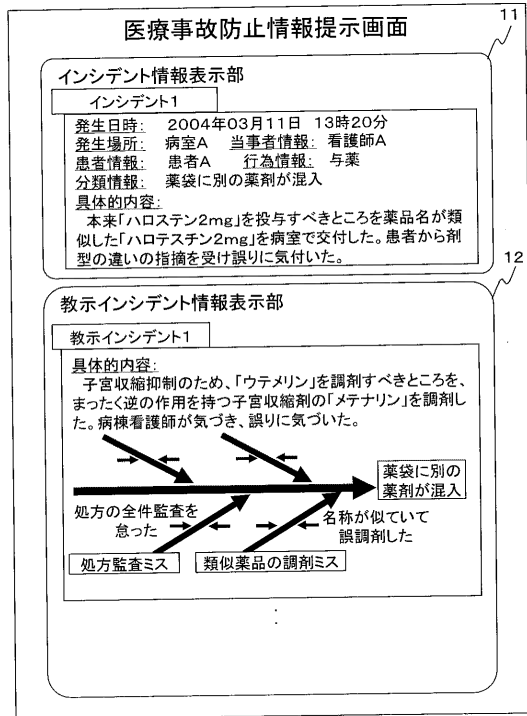 医療事故防止情報提示画面
11
インシデント情報表示部
インシデント1
発生日時: 2004年03月11日 13時20分
発生場所: 病室A 当事者情報: 看護師A
患者情報: 患者A 行為情報: 与薬
分類情報: 薬袋に別の薬剤が混入
具体的内容:
本来「ハロステン2mg」を投与すべきところを薬品名が類
似した「ハロテスチン2mg」を病室で交付した。患者から剤
型の違いの指摘を受け誤りに気付いた。
12
教示インシデント情報表示部
教示インシデント1
具体的内容:
子宮収縮抑制のため、「ウテメリン」を調剤すべきところを、
まったく逆の作用を持つ子宮収縮剤の「メテナリン」を調剤し
た。病棟看護師が気づき、誤りに気づいた。
薬袋に別の
薬剤が混入
処方の全件監査を
怠った
名称が似ていて
誤調剤した
処方監査ミス
類似薬品の調剤ミス